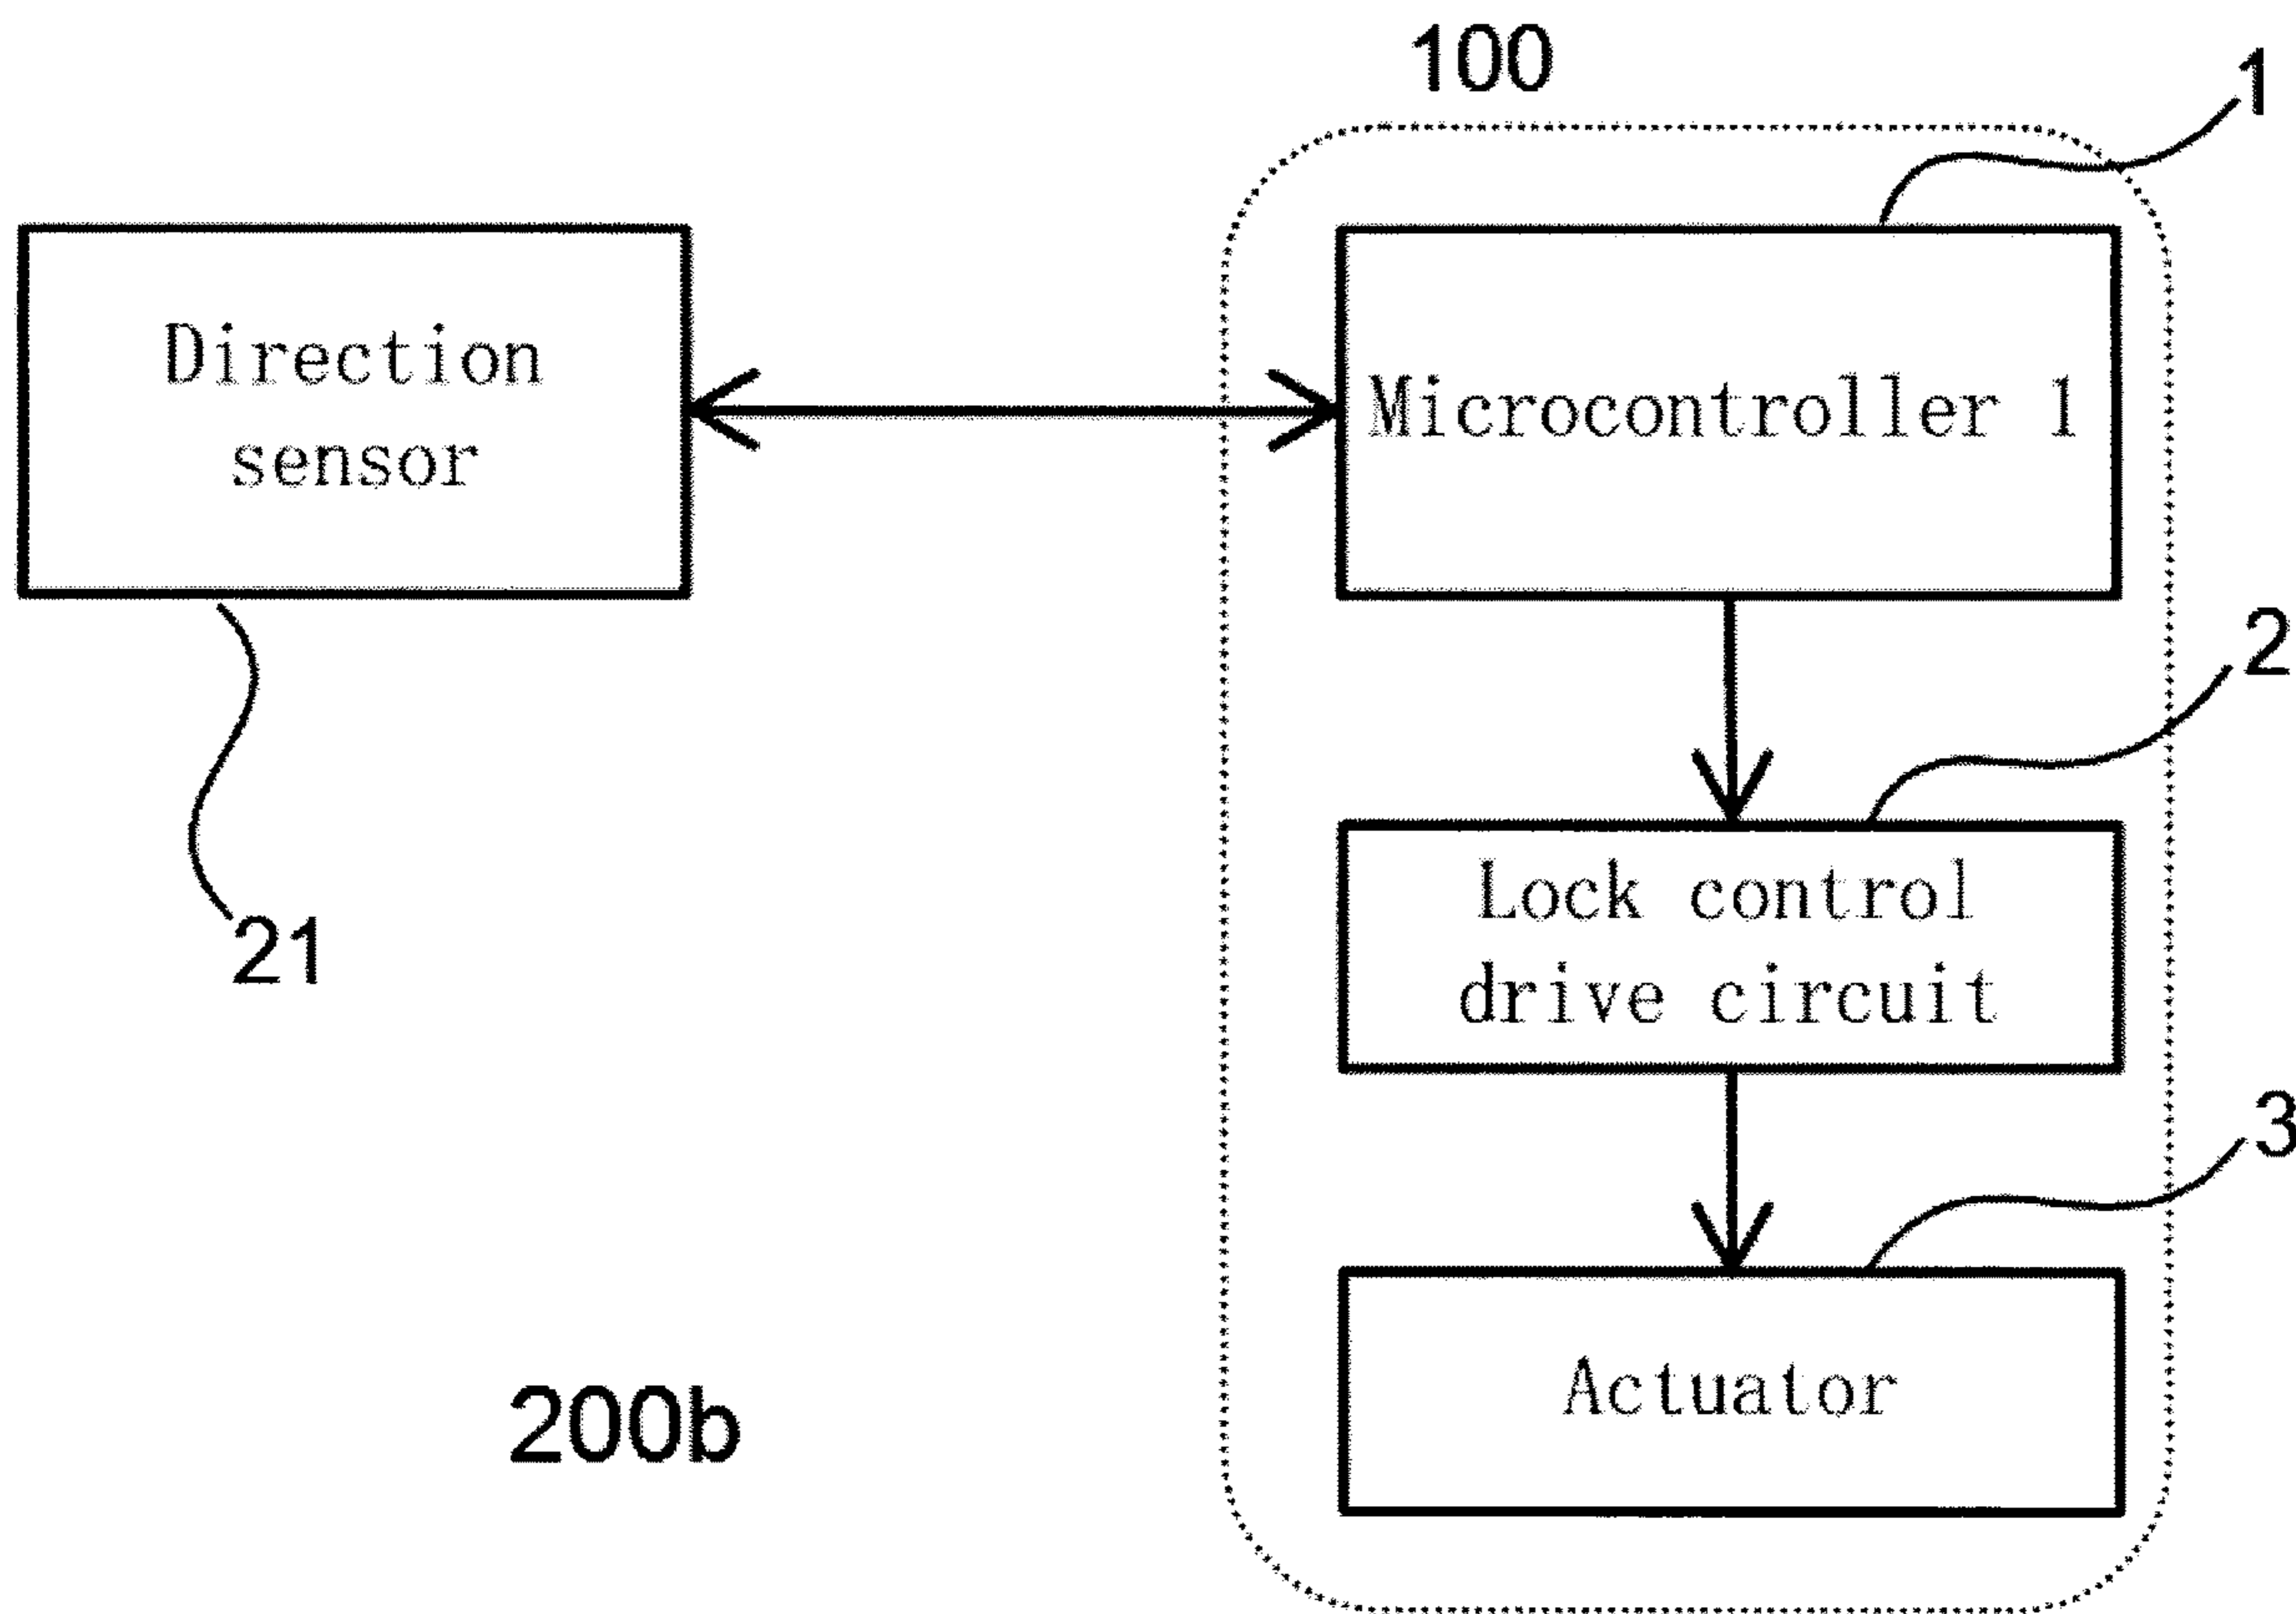 100
1
Direction
sensor
Microcontroller 1
2
Lock control
drive circuit
21
3
Actuator
200b